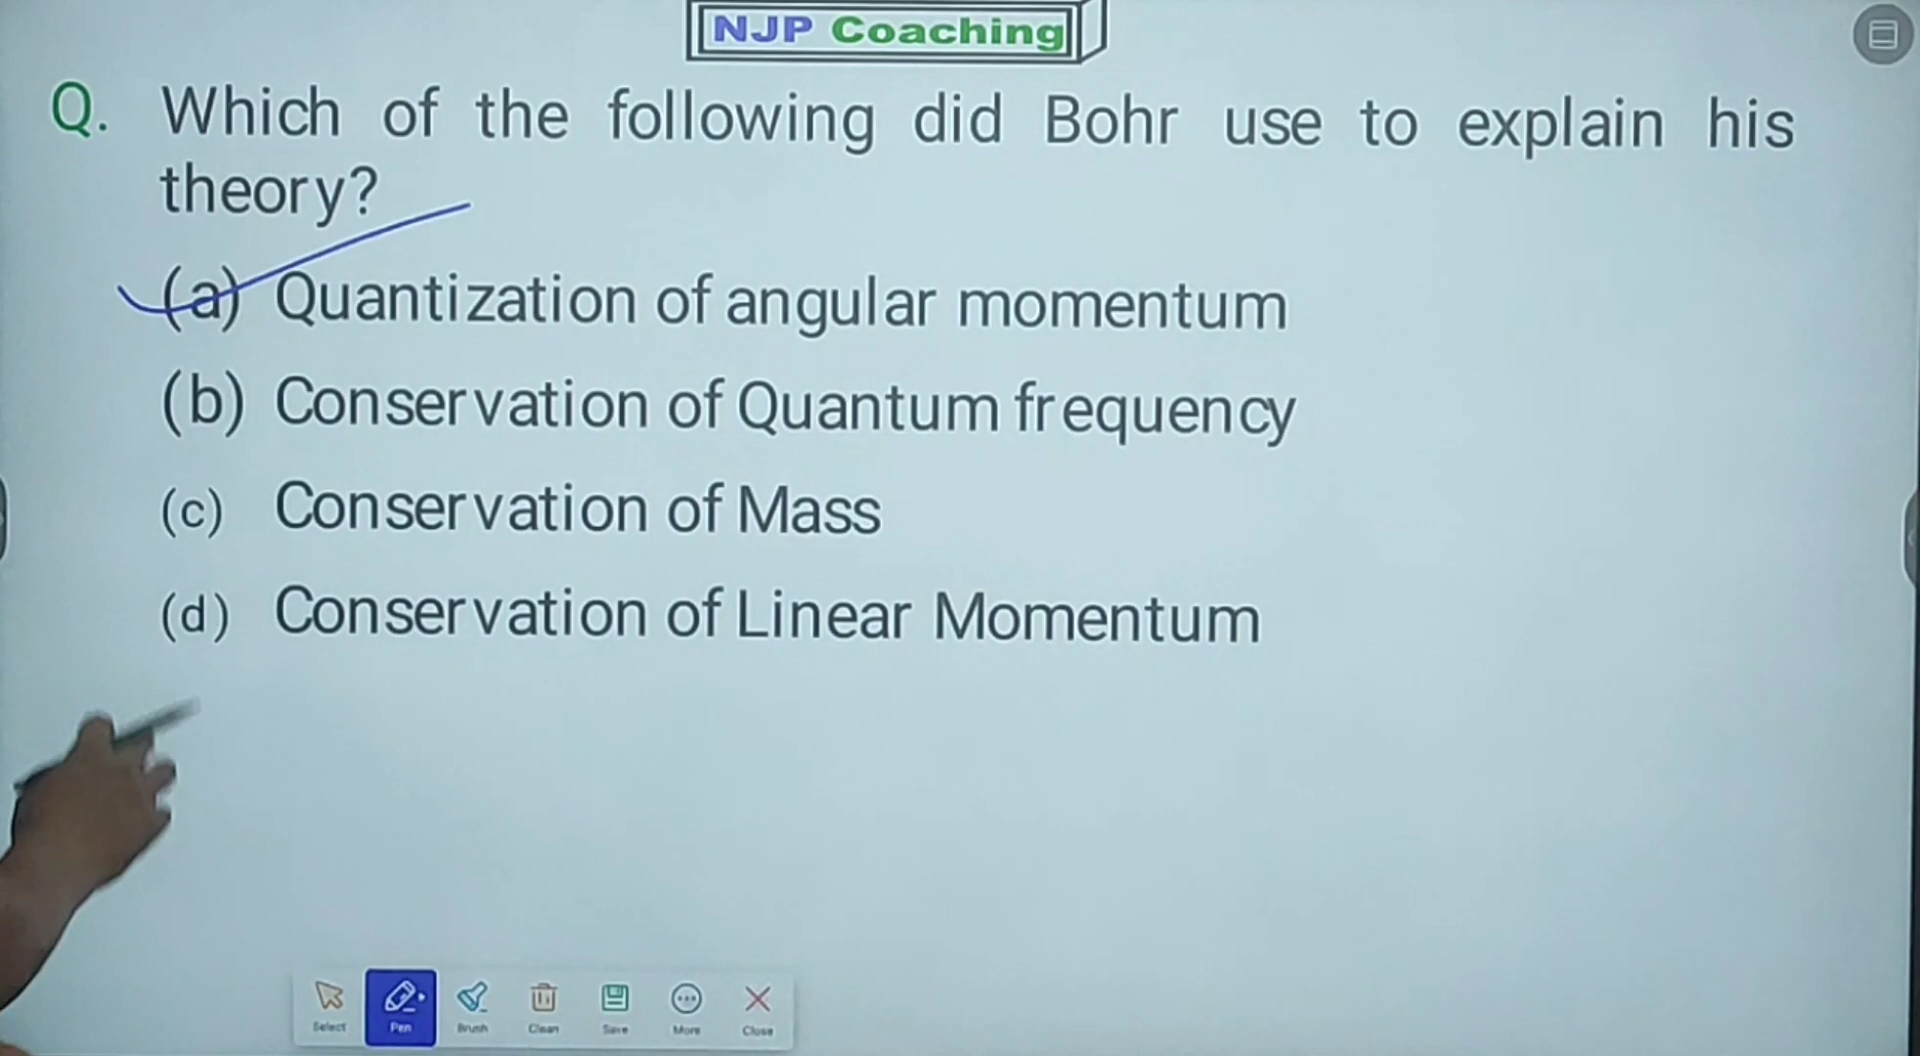 NJP Coaching
Q. Which of the following did Bohr use to explain his
theory?
(a) Quantization of angular momentum
(b) Conservation of Quantum frequency
(c) Conservation of Mass
(d) Conservation of Linear Momentum
Select Pen Brush Clean Save More Close